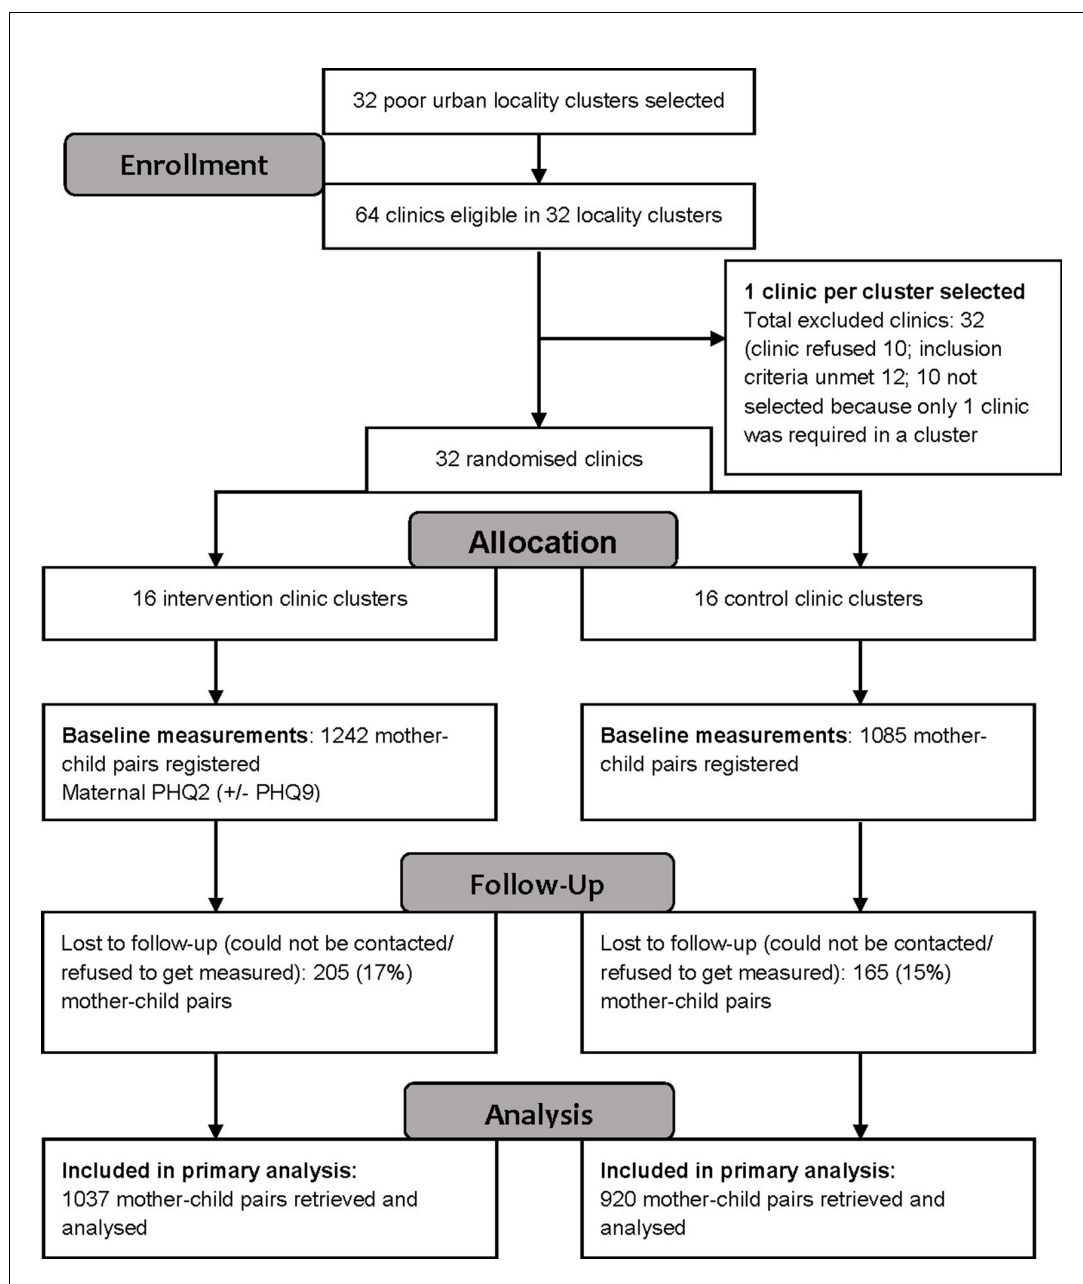 32 poor urban locality clusters selected
Enrollment
64 clinics eligible in 32 locality clusters
1 clinic per cluster selected
Total excluded clinics: 32
(clinic refused 10; inclusion
criteria unmet 12; 10 not
selected because only 1 clinic
was required in a cluster
32 randomised clinics
Allocation
16 intervention clinic clusters
16 control clinic clusters
Baseline measurements: 1242 mother-
child pairs registered
Maternal PHQ2 (+/- PHQ9)
Baseline measurements: 1085 mother-
child pairs registered
Follow-Up
Lost to follow-up (could not be contacted/
refused to get measured): 205 (17%)
mother-child pairs
Lost to follow-up (could not be contacted/
refused to get measured): 165 (15%)
mother-child pairs
Analysis
Included in primary analysis:
1037 mother-child pairs retrieved and
analysed
Included in primary analysis:
920 mother-child pairs retrieved and
analysed